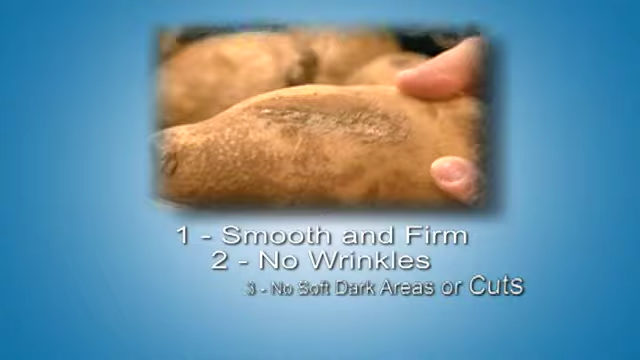 1 - Smooth and Firm
2 - No Wrinkles
3 - No Soft Dark Areas or Cuts